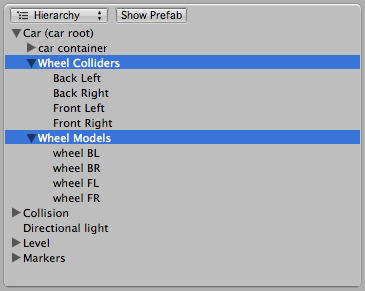 Hierarchy Show Prefab
Car (car root)
car container
Wheel Colliders
Back Left
Back Right
Front Left
Front Right
Wheel Models
wheel BL
wheel BR
wheel FL
wheel FR
Collision
Directional light
Level
Markers